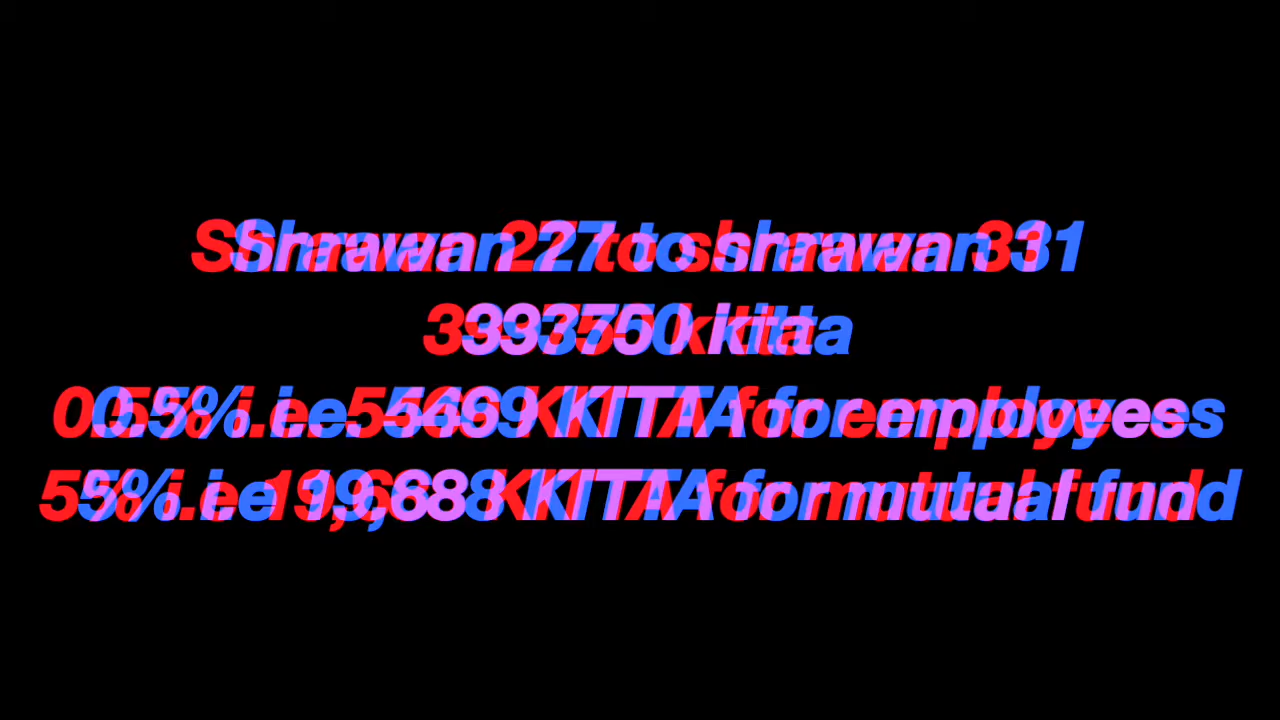 Shrawan 27 to shrawan 31
393750 kitta
0.5% i.e. 5469 KITTA for employees
5% i.e 19,688 KITTA for mutual fund